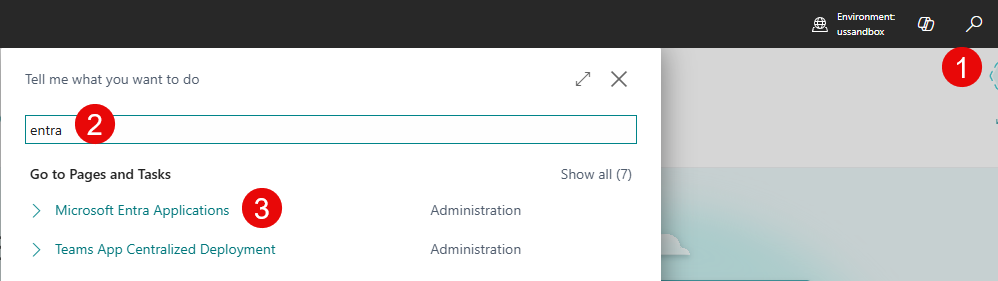 Environment:
ussandbox
1
Tell me what you want to do
entra 2
Go to Pages and Tasks Show all (7)
Microsoft Entra Applications 3 Administration
Teams App Centralized Deployment Administration